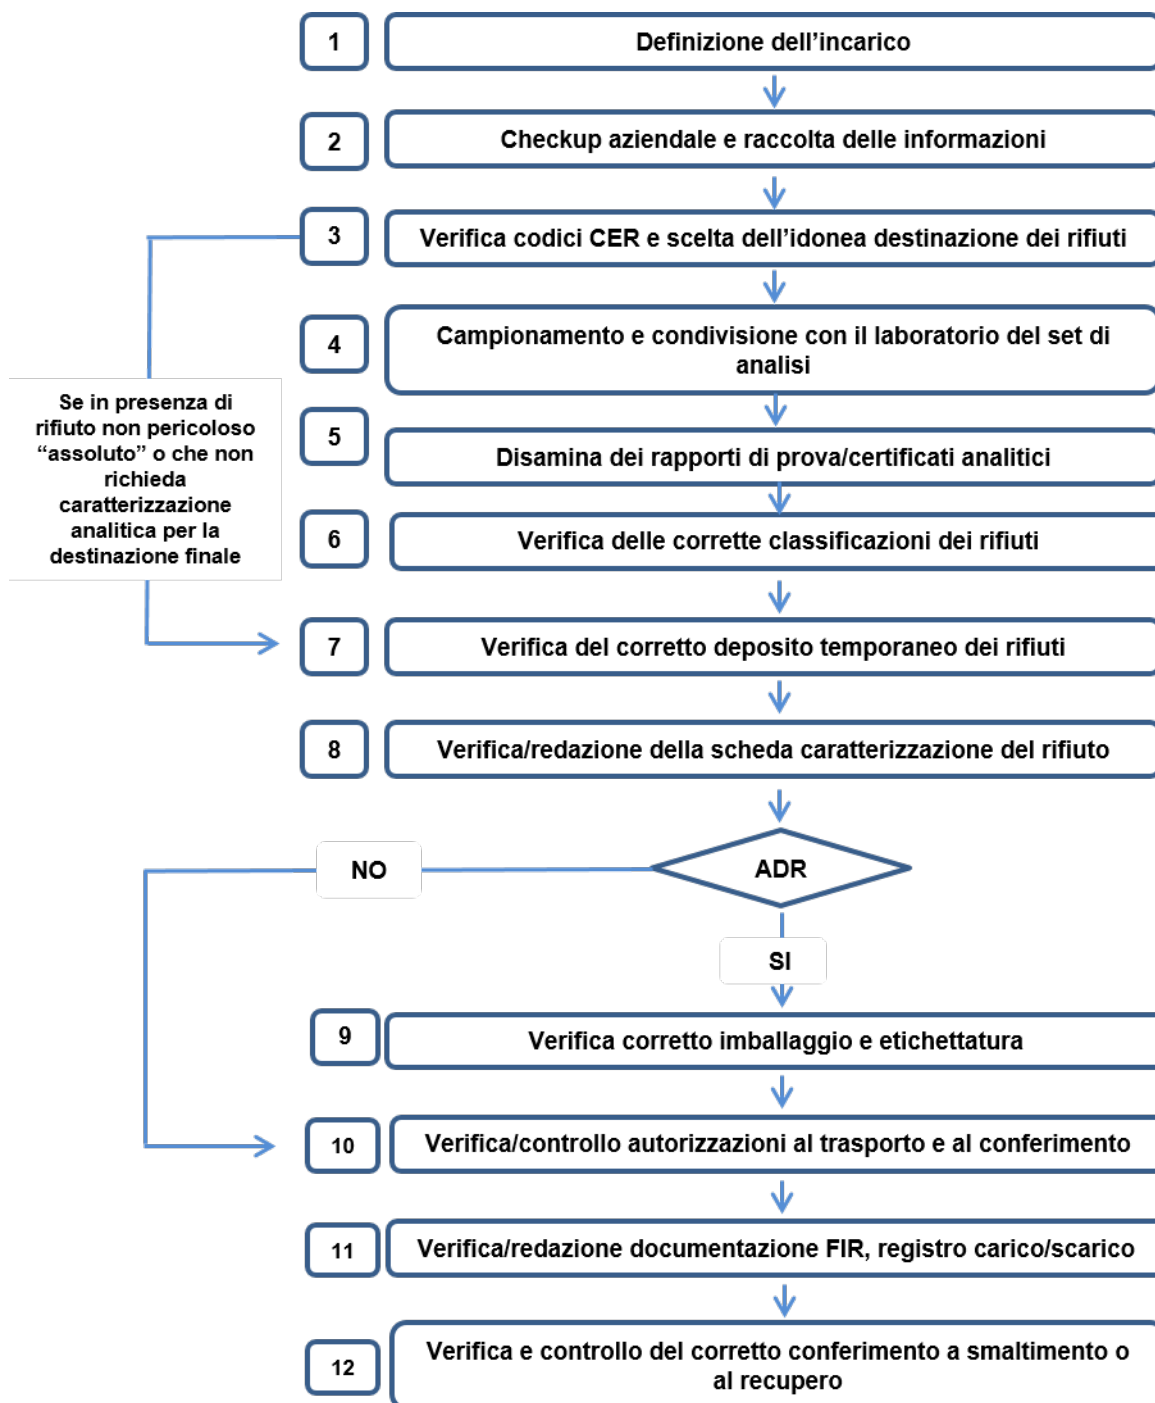 1
Definizione dell’incarico
2
Checkup aziendale e raccolta delle informazioni
3
Verifica codici CER e scelta dell’idonea destinazione dei rifiuti
4
Campionamento e condivisione con il laboratorio del set di
analisi
Se in presenza di
rifiuto non pericoloso
“assoluto” o che non
richieda
caratterizzazione
analitica per la
destinazione finale
5
Disamina dei rapporti di prova/certificati analitici
6
Verifica delle corrette classificazioni dei rifiuti
7
Verifica del corretto deposito temporaneo dei rifiuti
8
Verifica/redazione della scheda caratterizzazione del rifiuto
ADR
NO
SI
9
Verifica corretto imballaggio e etichettatura
10
Verifica/controllo autorizzazioni al trasporto e al conferimento
11
Verifica/redazione documentazione FIR, registro carico/scarico
12
Verifica e controllo del corretto conferimento a smaltimento o
al recupero